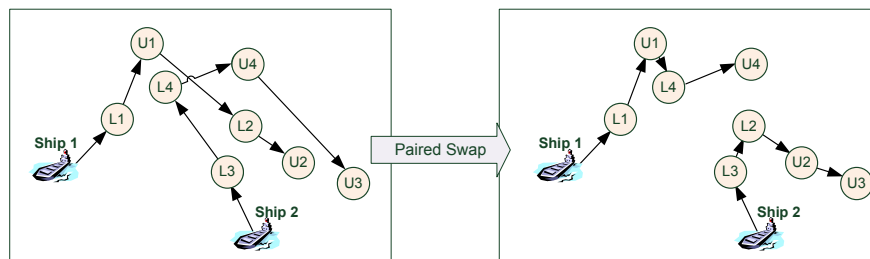 U1
U4
L4
L1
L2
Ship 1
U2
L3
U3
Ship 2
Paired Swap
U1
U4
L4
L1
L2
Ship 1
U2
L3
U3
Ship 2